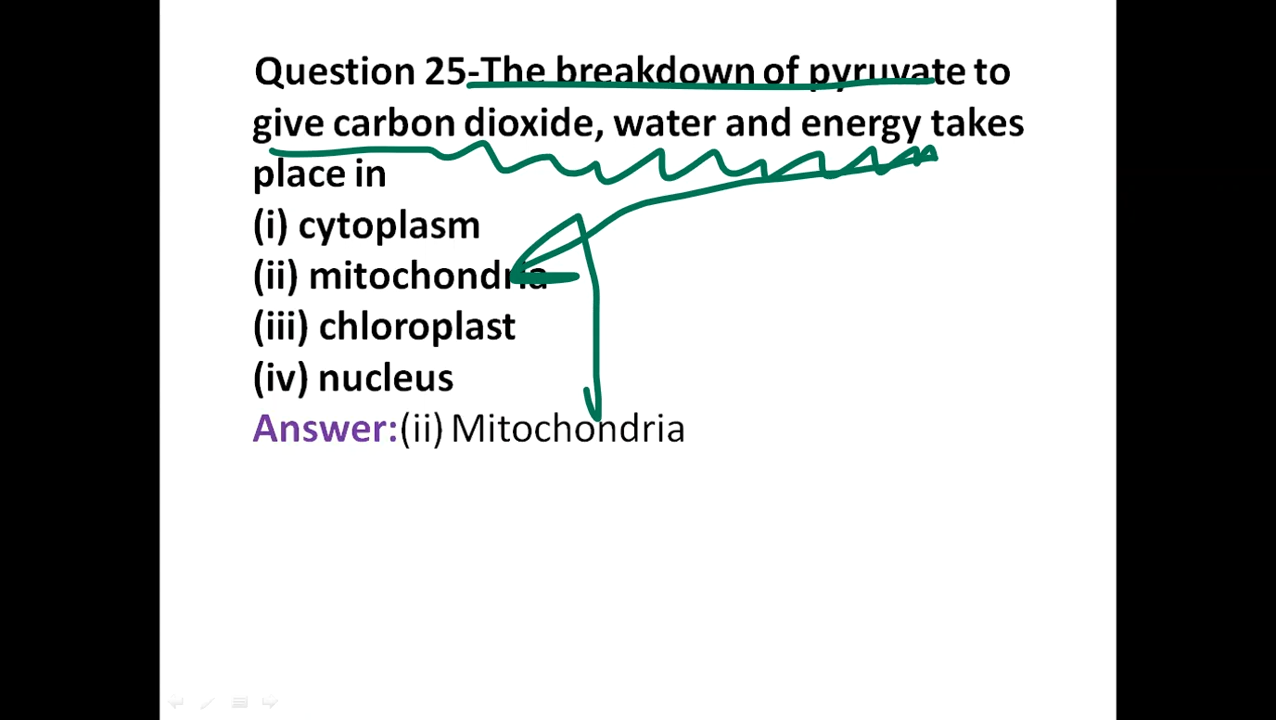 Question 25-The breakdown of pyruvate to
give carbon dioxide, water and energy takes
place in
(i) cytoplasm
(ii) mitochondria
(iii) chloroplast
(iv) nucleus
Answer:(ii) Mitochondria